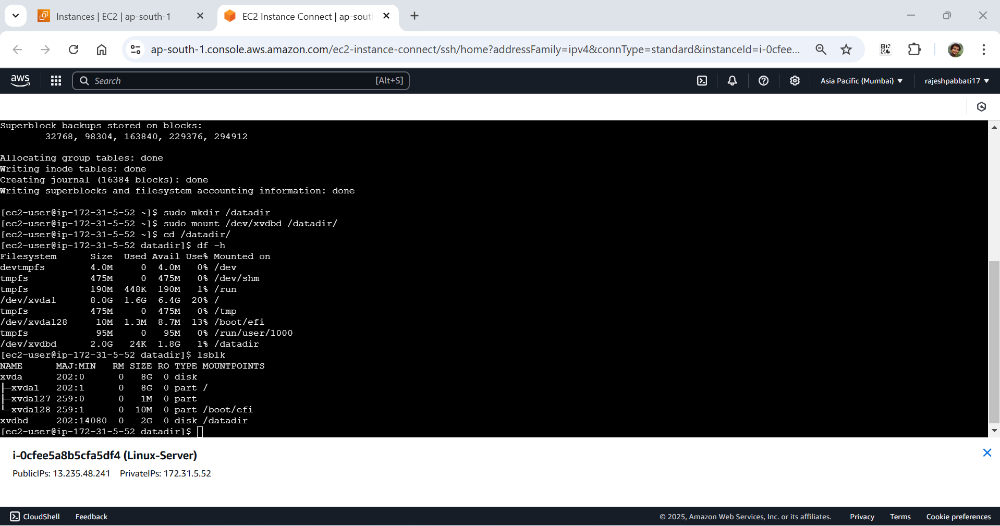 Instances | EC2 | ap-south-1
EC2 Instance Connect | ap-sout
ap-south-1.console.aws.amazon.com/ec2-instance-connect/ssh/home?addressFamily=ipv4&connType=standard&instanceId=i-0cfee...
aws
Search
[Alt+S]
Asia Pacific (Mumbai)
rajeshpabbati17
Superblock backups stored on blocks:
        32768, 98304, 163840, 229376, 294912
Allocating group tables: done
Writing inode tables: done
Creating journal (16384 blocks): done
Writing superblocks and filesystem accounting information: done
[ec2-user@ip-172-31-5-52 ~]$ sudo mkdir /datadir
[ec2-user@ip-172-31-5-52 ~]$ sudo mount /dev/xvdbd /datadir/
[ec2-user@ip-172-31-5-52 ~]$ cd /datadir/
[ec2-user@ip-172-31-5-52 datadir]$ df -h
Filesystem      Size  Used Avail Use% Mounted on
devtmpfs        4.0M     0  4.0M   0% /dev
tmpfs           475M     0  475M   0% /dev/shm
tmpfs           190M  448K  190M   1% /run
/dev/xvda1      8.0G  1.6G  6.4G  20% /
tmpfs           475M     0  475M   0% /tmp
/dev/xvda128     10M  1.3M  8.7M  13% /boot/efi
tmpfs            95M     0   95M   0% /run/user/1000
/dev/xvdbd      2.0G   24K  1.8G   1% /datadir
[ec2-user@ip-172-31-5-52 datadir]$ lsblk
NAME      MAJ:MIN   RM SIZE RO TYPE MOUNTPOINTS
xvda      202:0      0   8G  0 disk
├─xvda1   202:1      0   8G  0 part /
├─xvda127 259:0      0   1M  0 part
└─xvda128 259:1      0  10M  0 part /boot/efi
xvdbd     202:14080  0   2G  0 disk /datadir
[ec2-user@ip-172-31-5-52 datadir]$
i-0cfee5a8b5cfa5df4 (Linux-Server)
PublicIPs: 13.235.48.241    PrivateIPs: 172.31.5.52
CloudShell
Feedback
© 2025, Amazon Web Services, Inc. or its affiliates.
Privacy
Terms
Cookie preferences